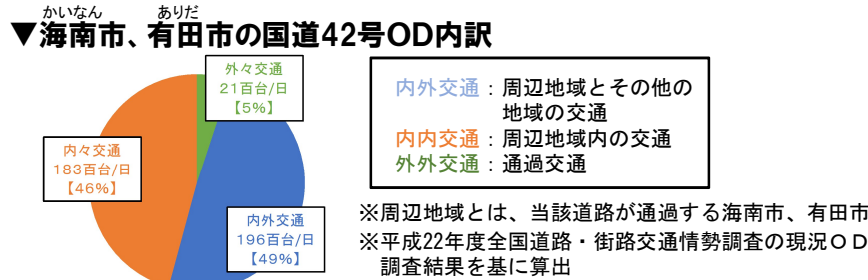 かいなん ありだ
▼海南市、有田市の国道42号OD内訳
外々交通
21百台/日
【5%】
内々交通
183百台/日
【46%】
内外交通
196百台/日
【49%】
内外交通：周辺地域とその他の
地域の交通
内内交通：周辺地域内の交通
外外交通：通過交通
※周辺地域とは、当該道路が通過する海南市、有田市
※平成22年度全国道路・街路交通情勢調査の現況ＯＤ
調査結果を基に算出